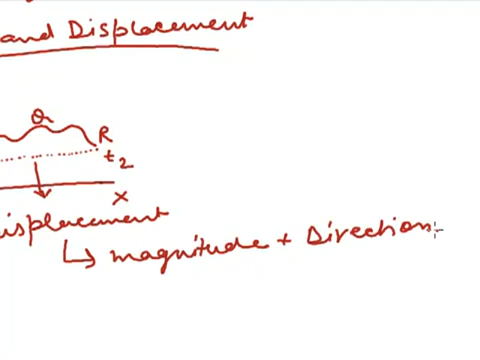 and Displacement
Q
R
t2
X
isplacement
↳ magnitude + Direction